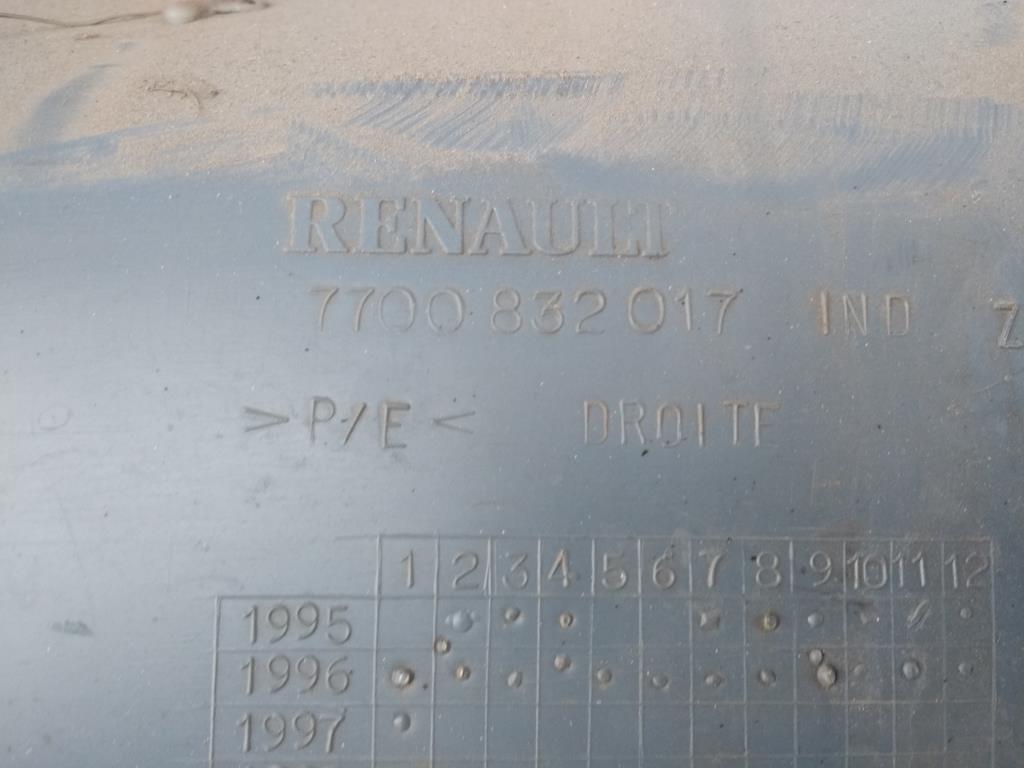 RENAULT
7700 832 017 IND Z
>P/E< DROITE
1 2 3 4 5 6 7 8 9 10 11 12
1995
1996
1997